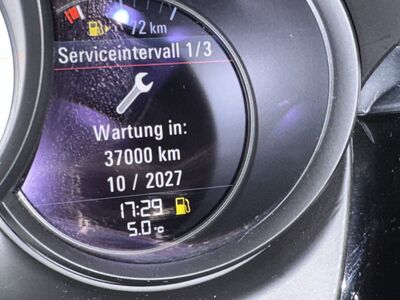 /2 km
Serviceintervall 1/3
Wartung in:
37000 km
10 / 2027
17:29
5.0 °C